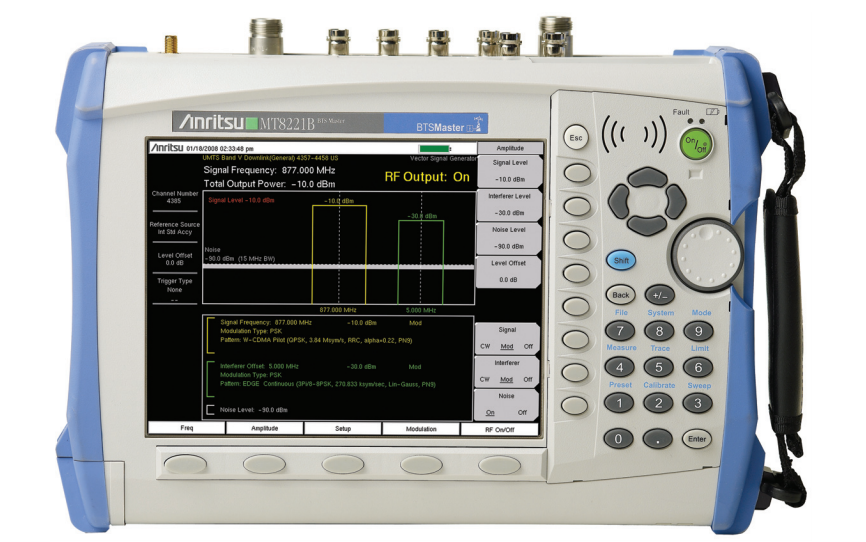 Anritsu MT8221B BTS Master
BTSMaster
Fault
Esc
On/Off
Anritsu 01/18/2008 02:33:48 pm
Amplitude
UMTS Band V Downlink(General) 4357-4458 US
Vector Signal Generator
Signal Frequency: 877.000 MHz
Total Output Power: -10.0 dBm
RF Output: On
Signal Level
-10.0 dBm
Channel Number
4385
Signal Level -10.0 dBm
-10.0 dBm
-30.0 dBm
Interferer Level
-30.0 dBm
Reference Source
Int Std Accy
Noise Level
-90.0 dBm
Noise
-90.0 dBm (15 MHz BW)
Level Offset
0.0 dB
Level Offset
0.0 dB
Trigger Type
None
--
877.000 MHz
5.000 MHz
Signal Frequency: 877.000 MHz -10.0 dBm Mod
Modulation Type: PSK
Pattern: W-CDMA Pilot (QPSK, 3.84 Msym/s, RRC, alpha=0.22, PN9)
Signal
CW Mod Off
Interferer Offset: 5.000 MHz -30.0 dBm Mod
Modulation Type: PSK
Pattern: EDGE Continuous (3Pi/8-8PSK, 270.833 ksym/sec, Lin-Gauss, PN9)
Interferer
CW Mod Off
Noise Level: -90.0 dBm
Noise
On Off
Freq
Amplitude
Setup
Modulation
RF On/Off
Shift
Back
+/-
File System Mode
7 8 9
Measure Trace Limit
4 5 6
Preset Calibrate Sweep
1 2 3
0 . Enter